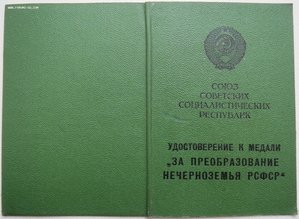 СОЮЗ
СОВЕТСКИХ
СОЦИАЛИСТИЧЕСКИХ
РЕСПУБЛИК
УДОСТОВЕРЕНИЕ К МЕДАЛИ
„ЗА ПРЕОБРАЗОВАНИЕ
НЕЧЕРНОЗЕМЬЯ РСФСР“